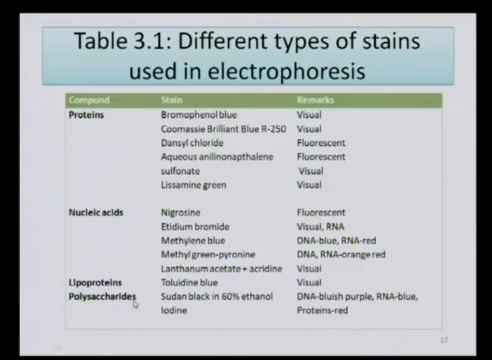 Table 3.1: Different types of stains
used in electrophoresis
Compund Stain Remarks
Proteins Bromophenol blue Visual
Coomassie Brilliant Blue R-250 Visual
Dansyl chloride Fluorescent
Aqueous anilinonapthalene Fluorescent
sulfonate Visual
Lissamine green Visual
Nucleic acids Nigrosine Fluorescent
Etidium bromide Visual, RNA
Methylene blue DNA-blue, RNA-red
Methyl green-pyronine DNA, RNA-orange red
Lanthanum acetate + acridine Visual
Lipoproteins Toluidine blue Visual
Polysaccharides Sudan black in 60% ethanol DNA-bluish purple, RNA-blue,
Iodine Proteins-red
17